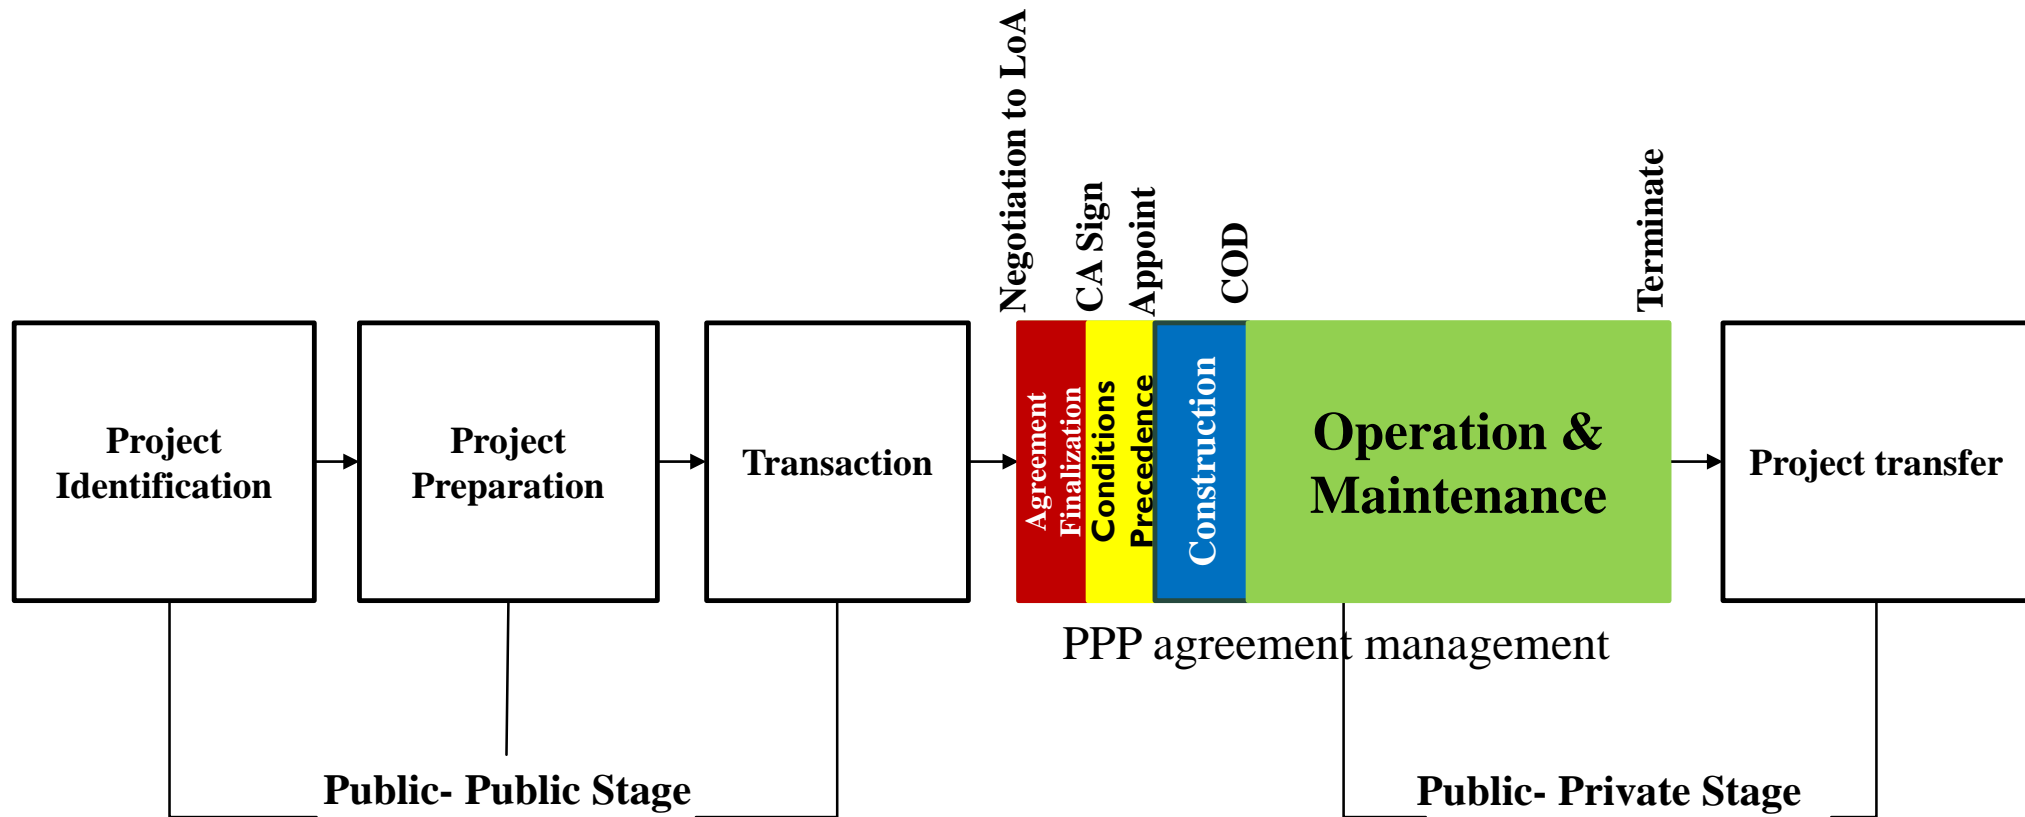 Negotiation to LoA
CA Sign
Appoint
COD
Terminate
Project
Identification
Project
Preparation
Transaction
Agreement
Finalization
Conditions
Precedence
Construction
Operation &
Maintenance
Project transfer
PPP agreement management
Public- Public Stage
Public- Private Stage